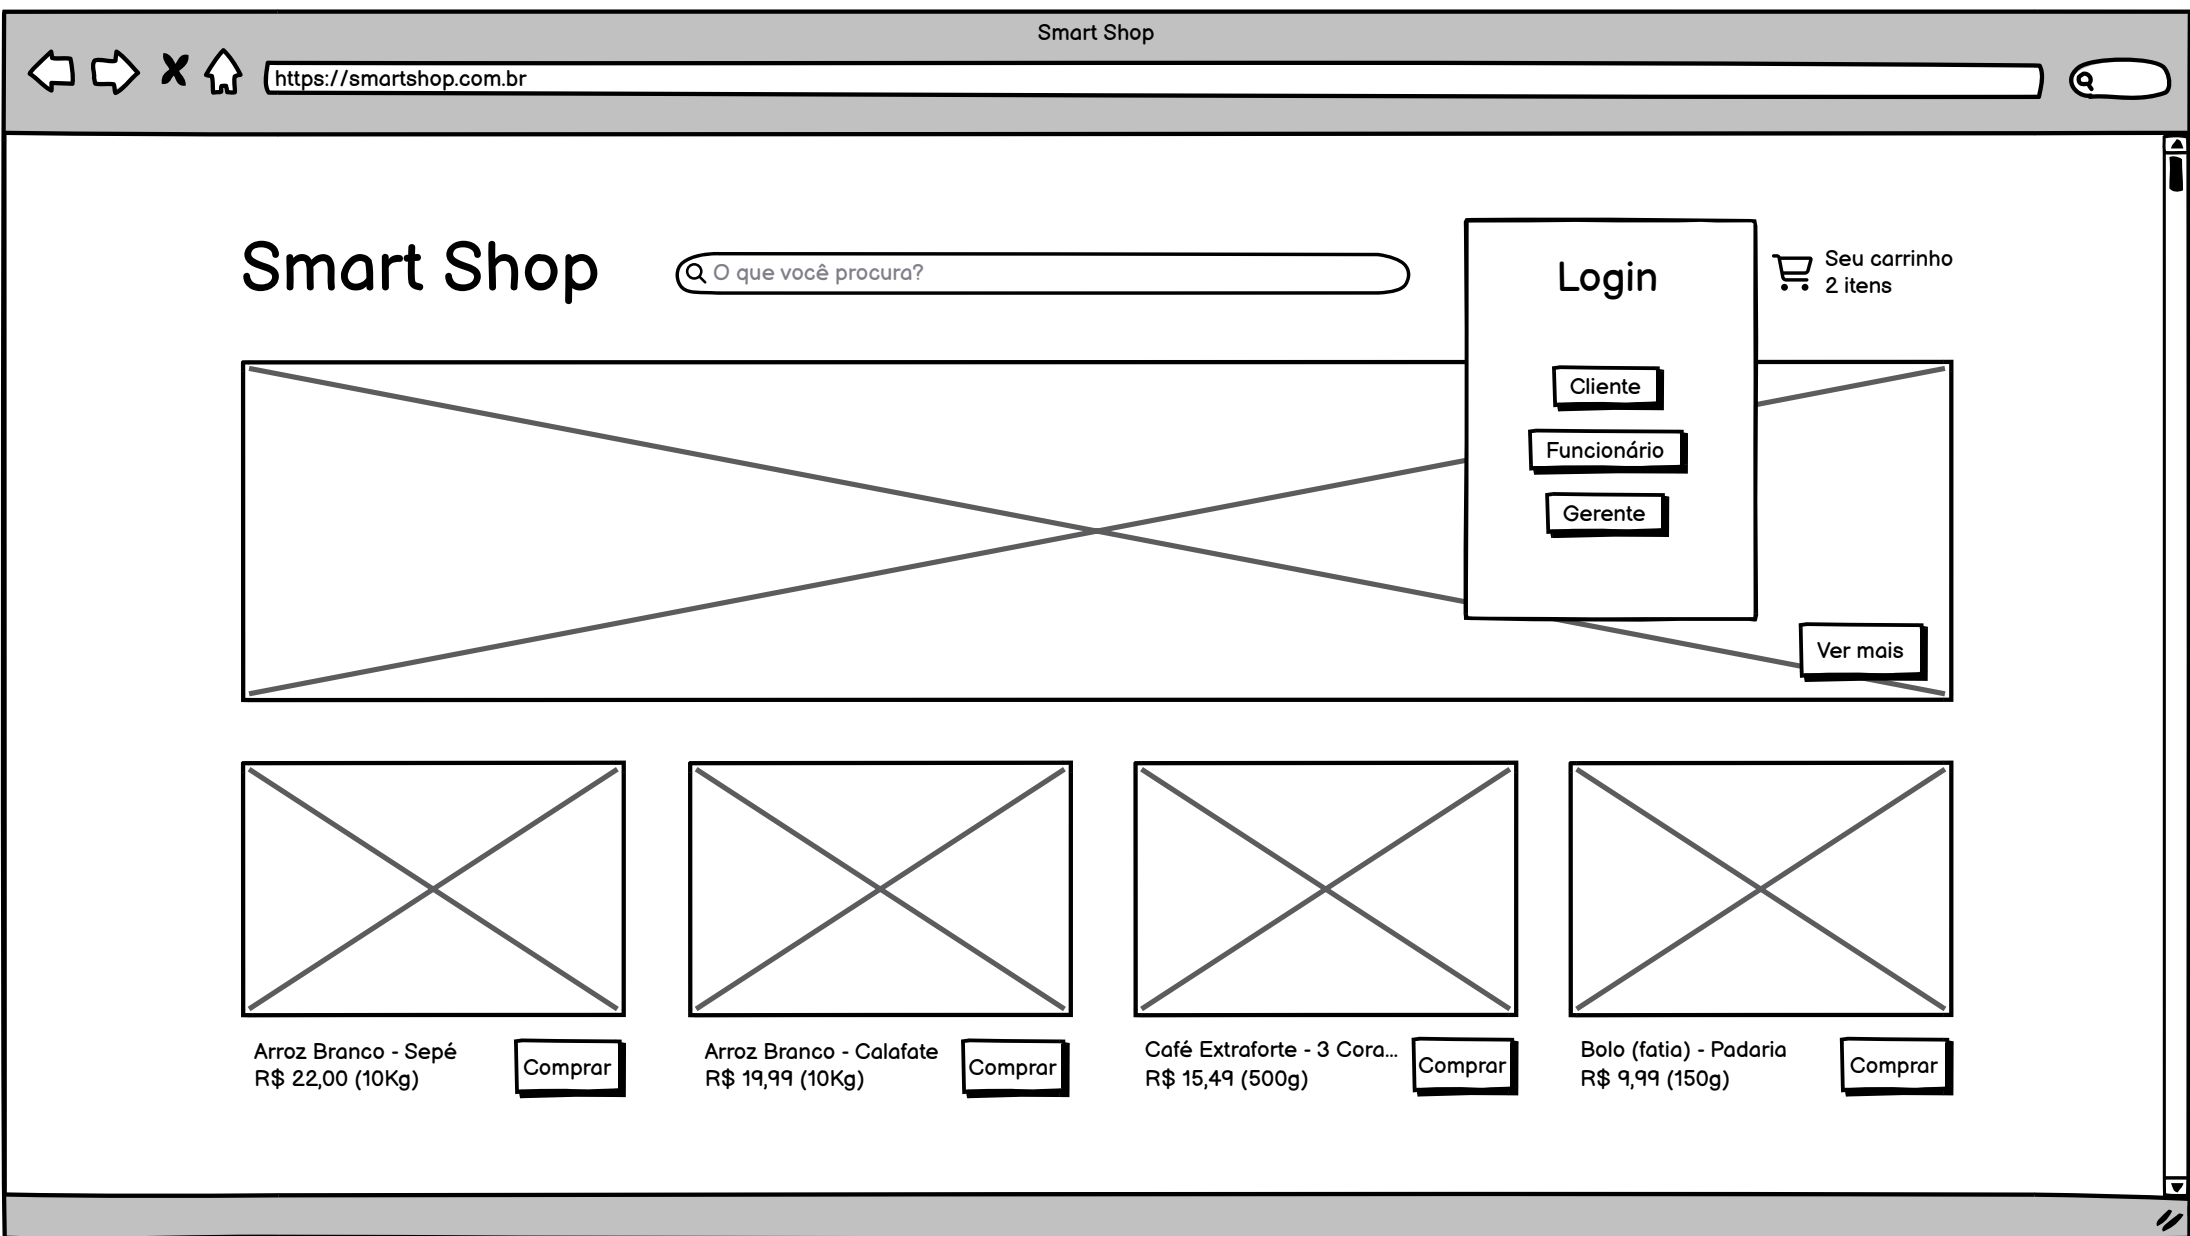 Smart Shop
https://smartshop.com.br
Smart Shop
O que você procura?
Login
Seu carrinho
2 itens
Cliente
Funcionário
Gerente
Ver mais
Arroz Branco - Sepé
R$ 22,00 (10Kg)
Comprar
Arroz Branco - Calafate
R$ 19,99 (10Kg)
Comprar
Café Extraforte - 3 Cora...
R$ 15,49 (500g)
Comprar
Bolo (fatia) - Padaria
R$ 9,99 (150g)
Comprar